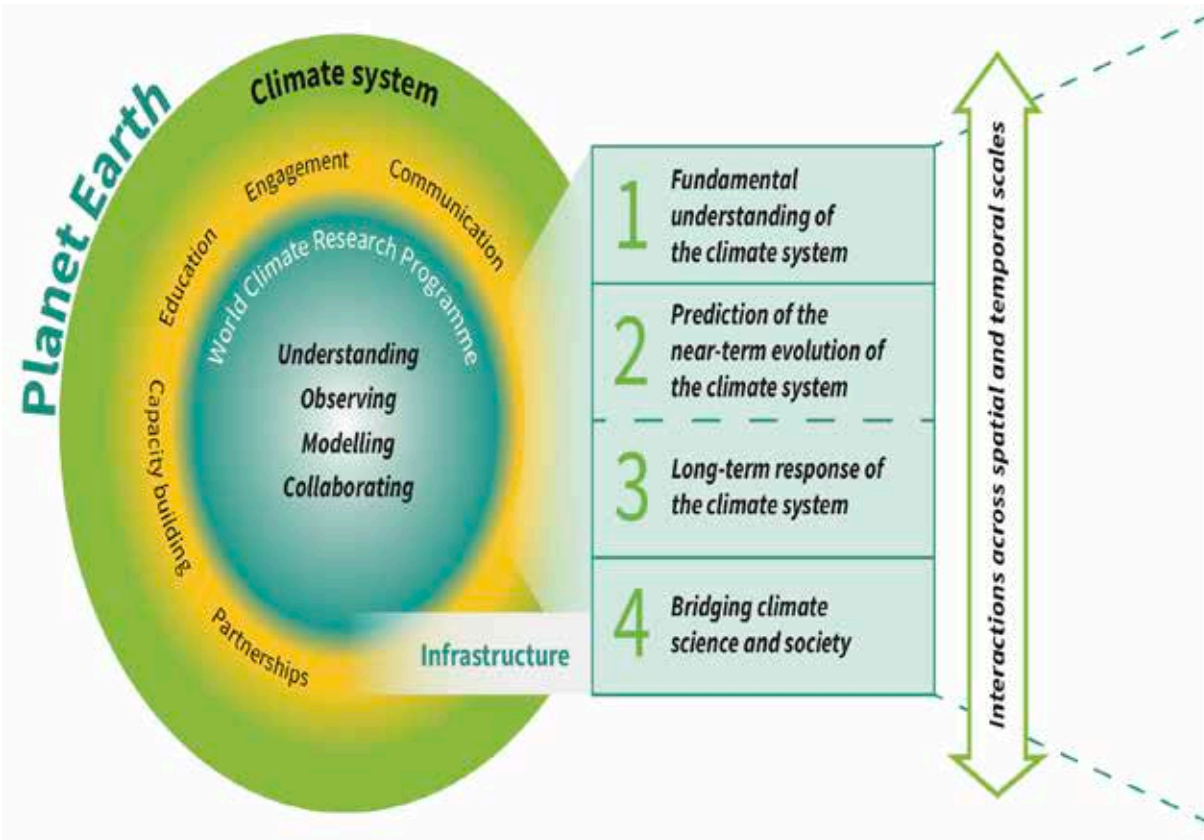 Planet Earth
Climate system
Engagement
Communication
Education
Capacity building
Partnerships
World Climate Research Programme
Understanding
Observing
Modelling
Collaborating
Infrastructure
1
Fundamental
understanding of
the climate system
2
Prediction of the
near-term evolution of
the climate system
3
Long-term response of
the climate system
4
Bridging climate
science and society
Interactions across spatial and temporal scales